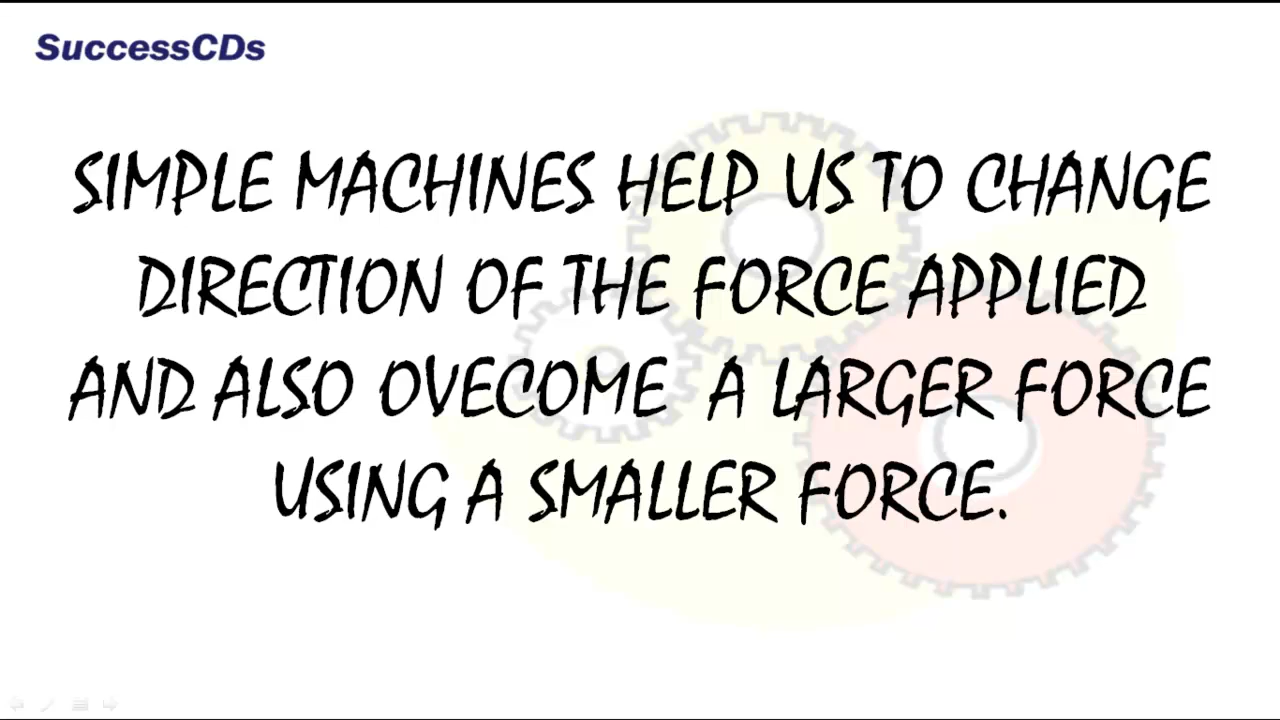 SuccessCDs
SIMPLE MACHINES HELP US TO CHANGE
DIRECTION OF THE FORCE APPLIED
AND ALSO OVECOME A LARGER FORCE
USING A SMALLER FORCE.